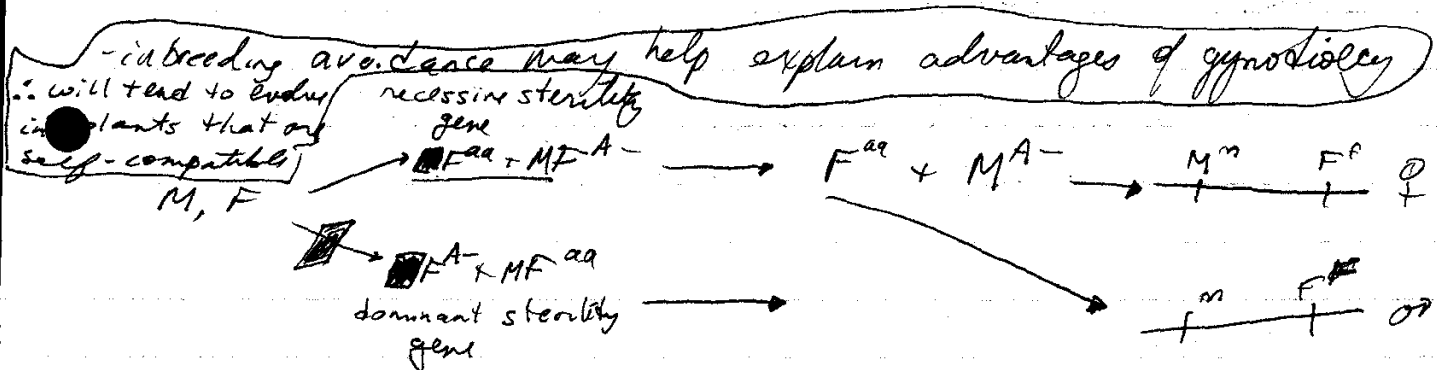 - inbreeding avoidance may help explain advantages of gynodioecy
∴ will tend to evolve
in plants that are
self-compatible
recessive sterility
gene
M, F
F^aa + MF^A- → F^aa + M^A- → M^m F^f ♀
F^A- + MF^aa
dominant sterility
gene
m F ♂